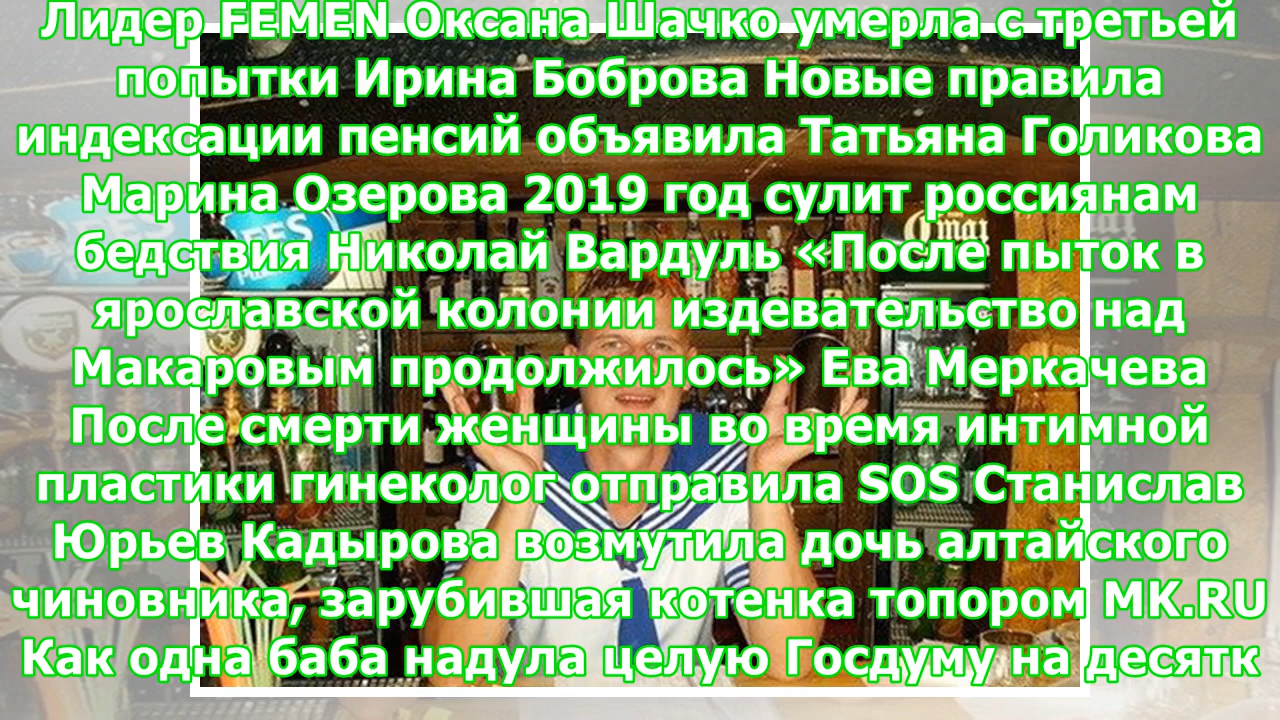 Лидер FEMEN Оксана Шачко умерла с третьей
попытки Ирина Боброва Новые правила
индексации пенсий объявила Татьяна Голикова
Марина Озерова 2019 год сулит россиянам
бедствия Николай Вардуль «После пыток в
ярославской колонии издевательство над
Макаровым продолжилось» Ева Меркачева
После смерти женщины во время интимной
пластики гинеколог отправила SOS Станислав
Юрьев Кадырова возмутила дочь алтайского
чиновника, зарубившая котенка топором MK.RU
Как одна баба надула целую Госдуму на десятк